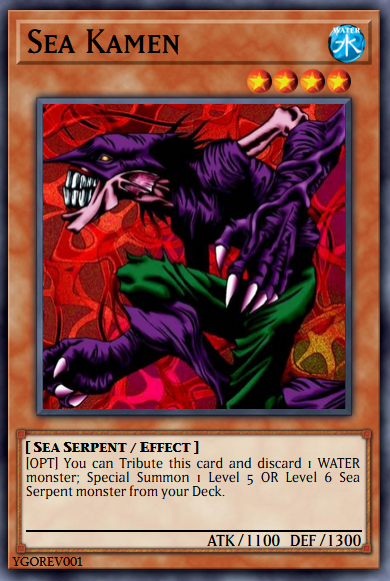 Sea Kamen
WATER
水
[ Sea Serpent / Effect ]
[OPT] You can Tribute this card and discard 1 WATER
monster; Special Summon 1 Level 5 OR Level 6 Sea
Serpent monster from your Deck.
ATK / 1100 DEF / 1300
YGOREV001